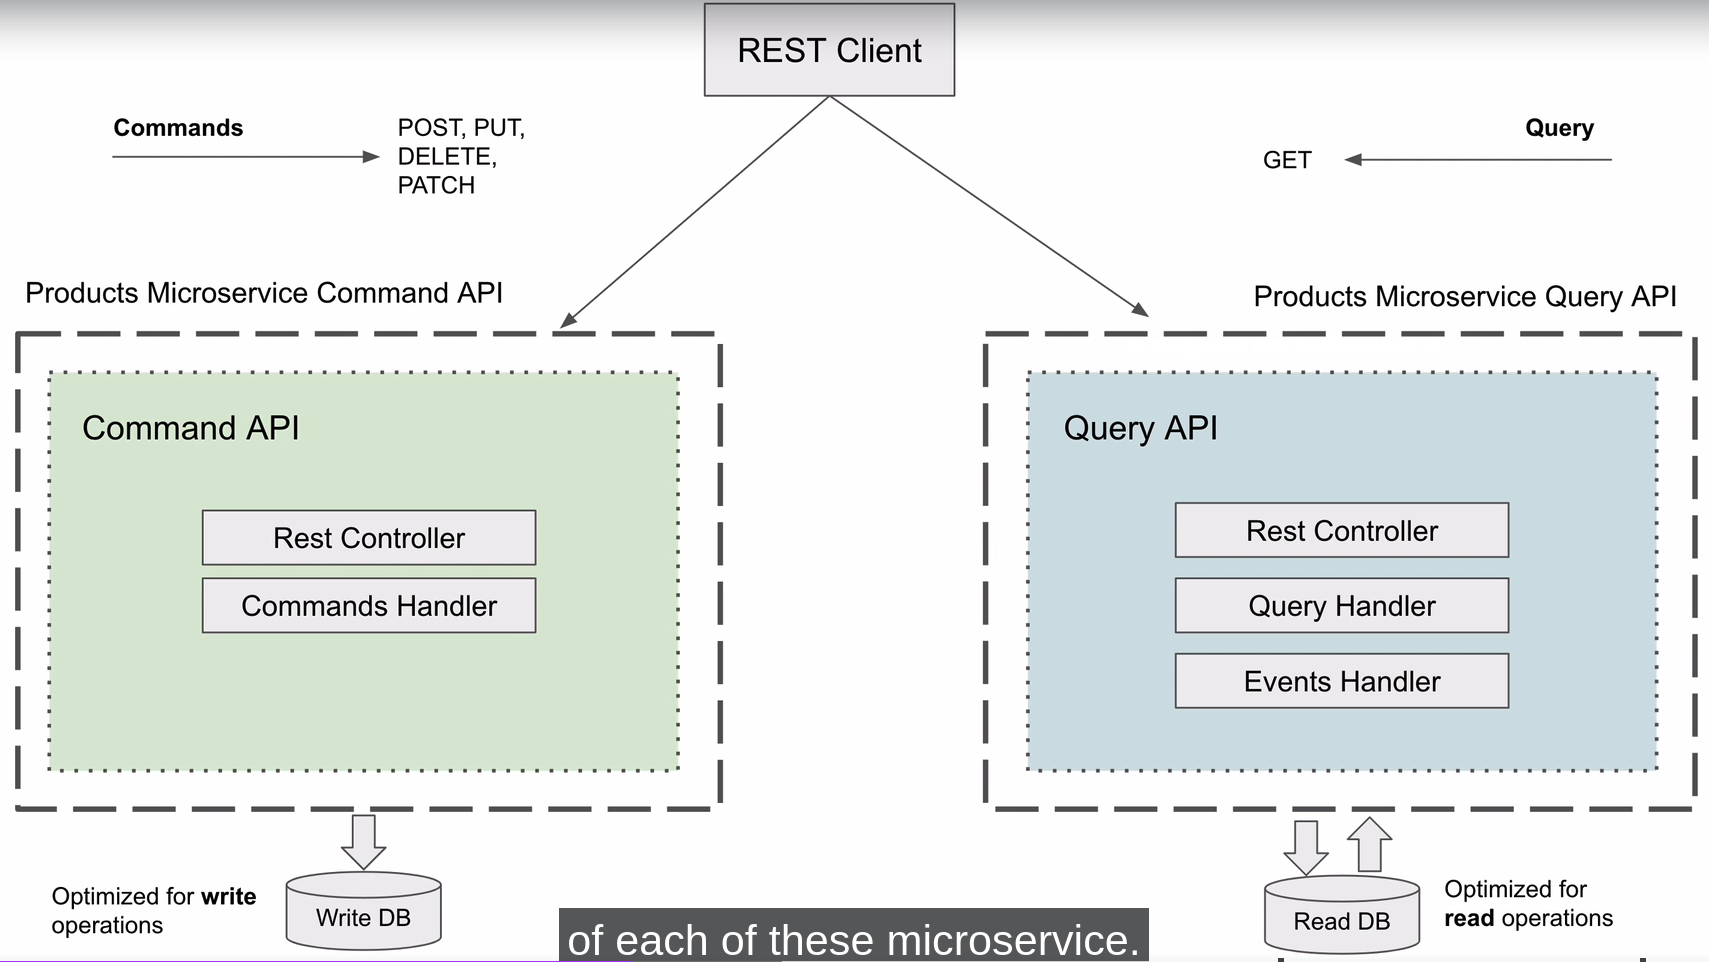 REST Client
Commands
POST, PUT,
DELETE,
PATCH
Query
GET
Products Microservice Command API
Products Microservice Query API
Command API
Rest Controller
Commands Handler
Query API
Rest Controller
Query Handler
Events Handler
Optimized for write
operations
Write DB
Read DB
Optimized for
read operations
of each of these microservice.